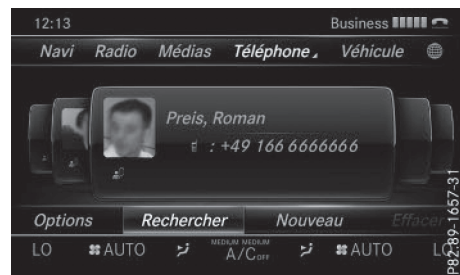 12:13 Business
Navi Radio Médias Téléphone Véhicule
Preis, Roman
: +49 166 6666666
Options Rechercher Nouveau Effacer
LO AUTO MEDIUM MEDIUM A/C OFF AUTO LO
P82.89-1657-31